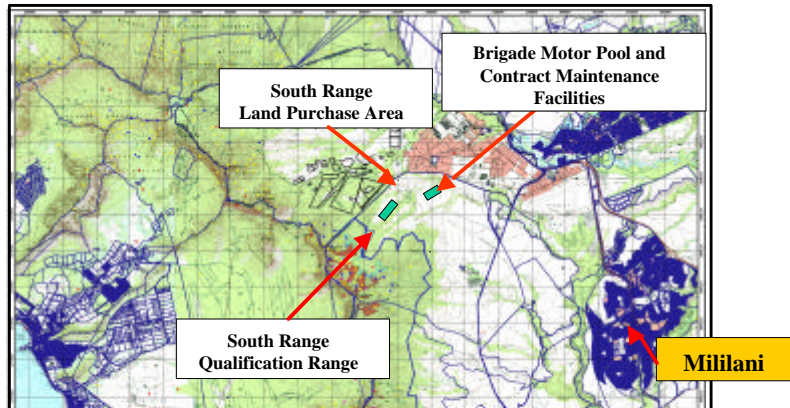 Brigade Motor Pool and
Contract Maintenance
Facilities
South Range
Land Purchase Area
South Range
Qualification Range
Mililani